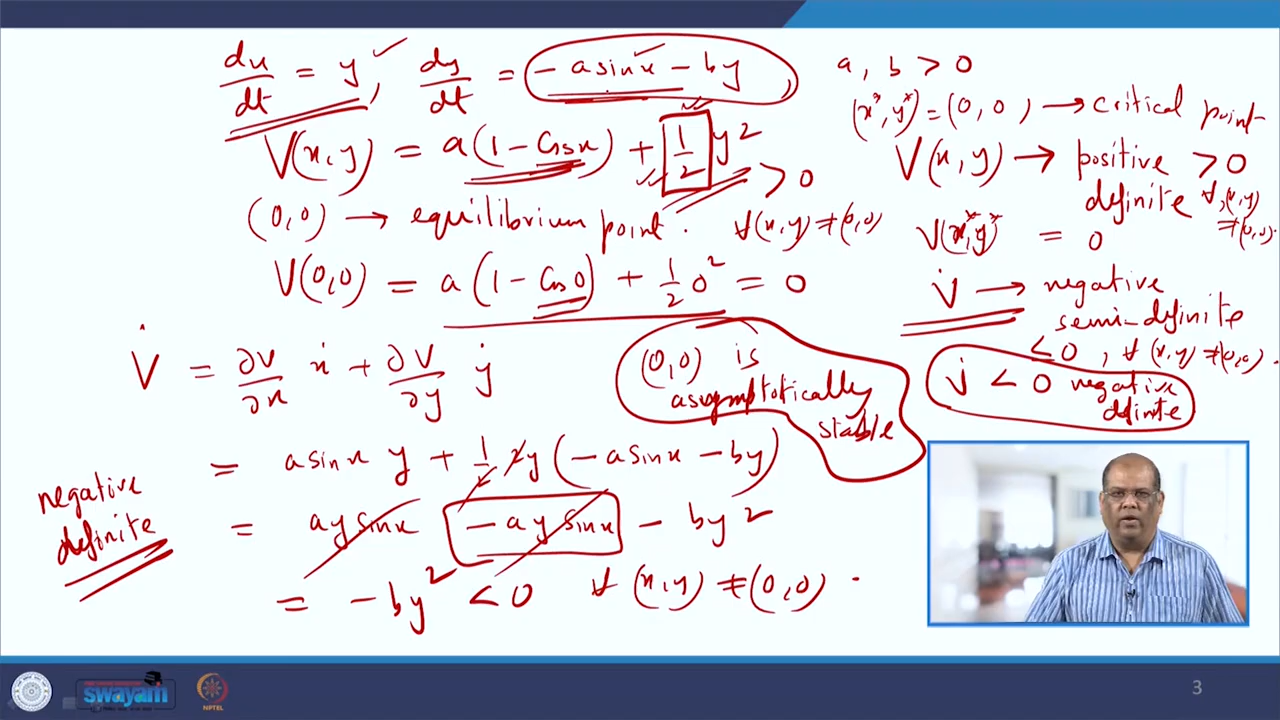 du/dt = y, dy/dt = - a sin x - by,
a, b > 0
(x*, y*) = (0,0) → critical point
V(x,y) = a(1 - Cos x) + 1/2 y² > 0
V(x,y) → positive > 0
definite ∀(x,y) ≠(0,0).
(0,0) → equilibrium point. ∀(x,y) ≠(0,0)
V(x*,y*) = 0
V(0,0) = a(1 - Cos 0) + 1/2 0² = 0
V̇ → negative
semi-definite
<0, ∀(x,y) ≠(0,0).
V̇ = ∂V/∂x ẋ + ∂V/∂y ẏ
(0,0) is
asymptotically
stable
V̇ < 0 negative
definite
= a sin x y + 1/2 2y (- a sin x - by)
negative
definite
= ay sin x - ay sin x - by²
= - by² < 0 ∀(x,y) ≠(0,0).
swayam
NPTEL
3